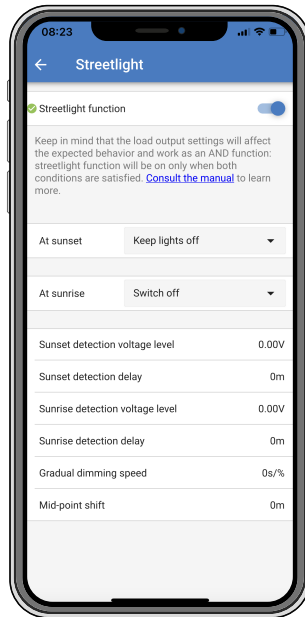 08:23
Streetlight
Streetlight function
Keep in mind that the load output settings will affect
the expected behavior and work as an AND function:
streetlight function will be on only when both
conditions are satisfied. Consult the manual to learn
more.
At sunset Keep lights off
At sunrise Switch off
Sunset detection voltage level 0.00V
Sunset detection delay 0m
Sunrise detection voltage level 0.00V
Sunrise detection delay 0m
Gradual dimming speed 0s/%
Mid-point shift 0m